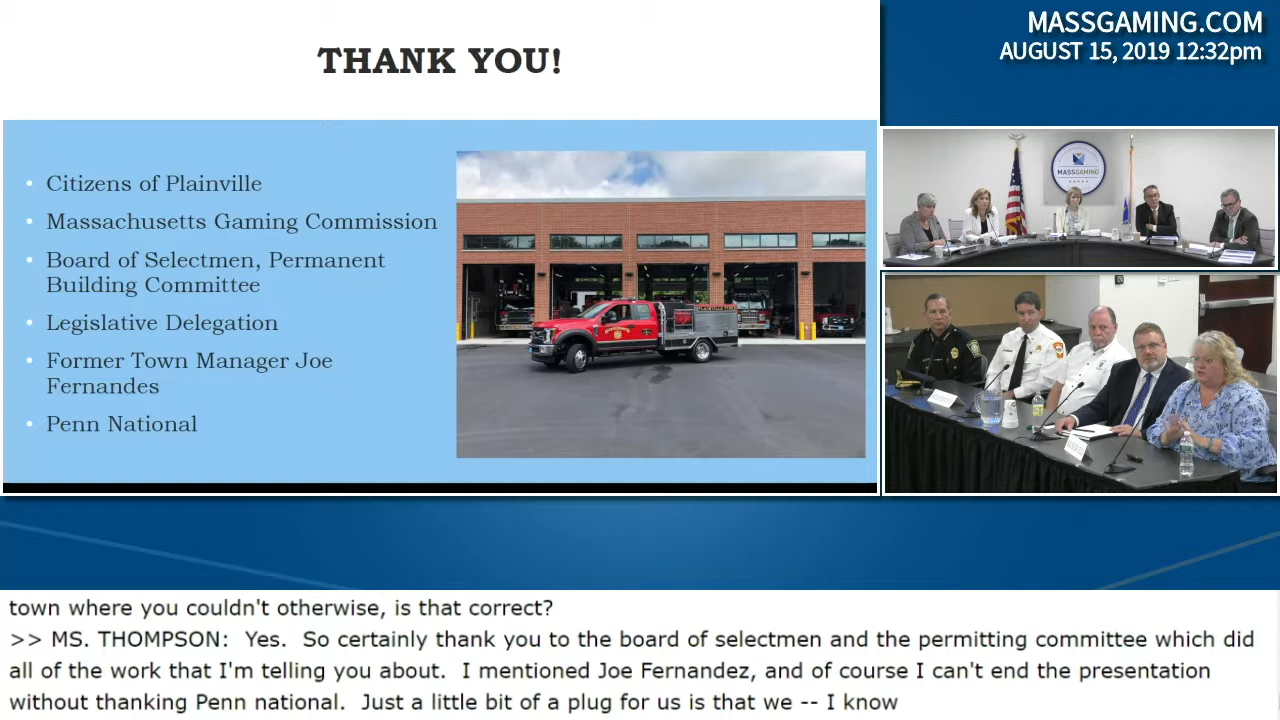 THANK YOU!
• Citizens of Plainville
• Massachusetts Gaming Commission
• Board of Selectmen, Permanent
Building Committee
• Legislative Delegation
• Former Town Manager Joe
Fernandes
• Penn National
MASSGAMING.COM
AUGUST 15, 2019 12:32pm
MASSGAMING
town where you couldn't otherwise, is that correct?
>> MS. THOMPSON:  Yes.  So certainly thank you to the board of selectmen and the permitting committee which did
all of the work that I'm telling you about.  I mentioned Joe Fernandez, and of course I can't end the presentation
without thanking Penn national.  Just a little bit of a plug for us is that we -- I know